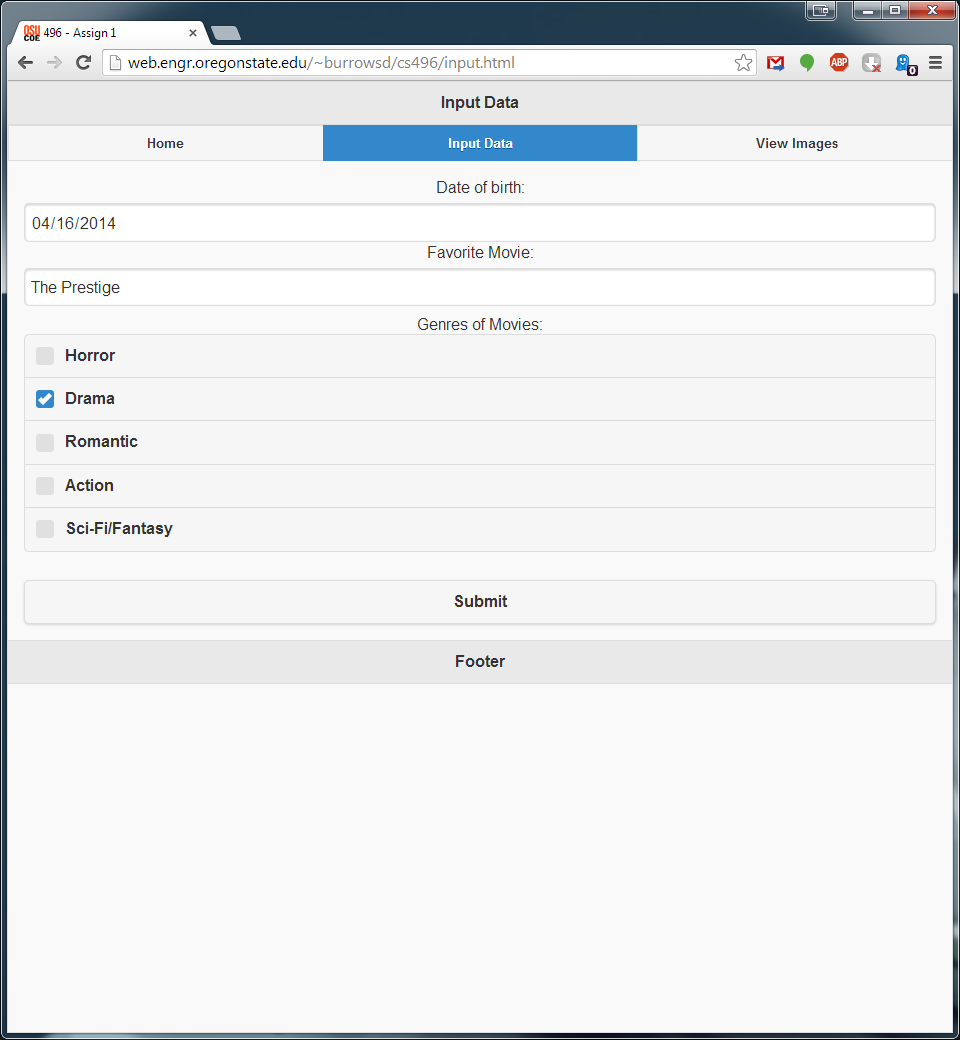 OSU
COE
496 - Assign 1
web.engr.oregonstate.edu/~burrowsd/cs496/input.html
ABP
0
Input Data
Home Input Data View Images
Date of birth:
04/16/2014
Favorite Movie:
The Prestige
Genres of Movies:
Horror
Drama
Romantic
Action
Sci-Fi/Fantasy
Submit
Footer